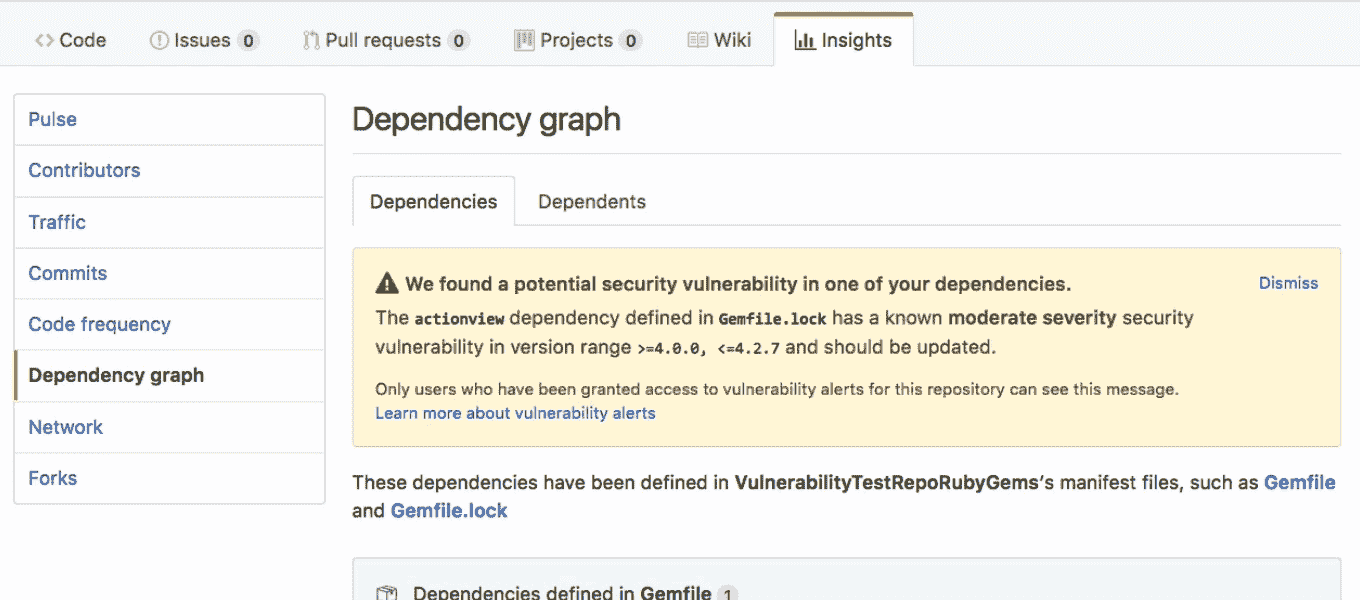 Code Issues 0 Pull requests 0 Projects 0 Wiki Insights
Pulse
Contributors
Traffic
Commits
Code frequency
Dependency graph
Network
Forks
Dependency graph
Dependencies Dependents
We found a potential security vulnerability in one of your dependencies. Dismiss
The actionview dependency defined in Gemfile.lock has a known moderate severity security
vulnerability in version range >=4.0.0, <=4.2.7 and should be updated.
Only users who have been granted access to vulnerability alerts for this repository can see this message.
Learn more about vulnerability alerts
These dependencies have been defined in VulnerabilityTestRepoRubyGems's manifest files, such as Gemfile
and Gemfile.lock
Dependencies defined in Gemfile 1